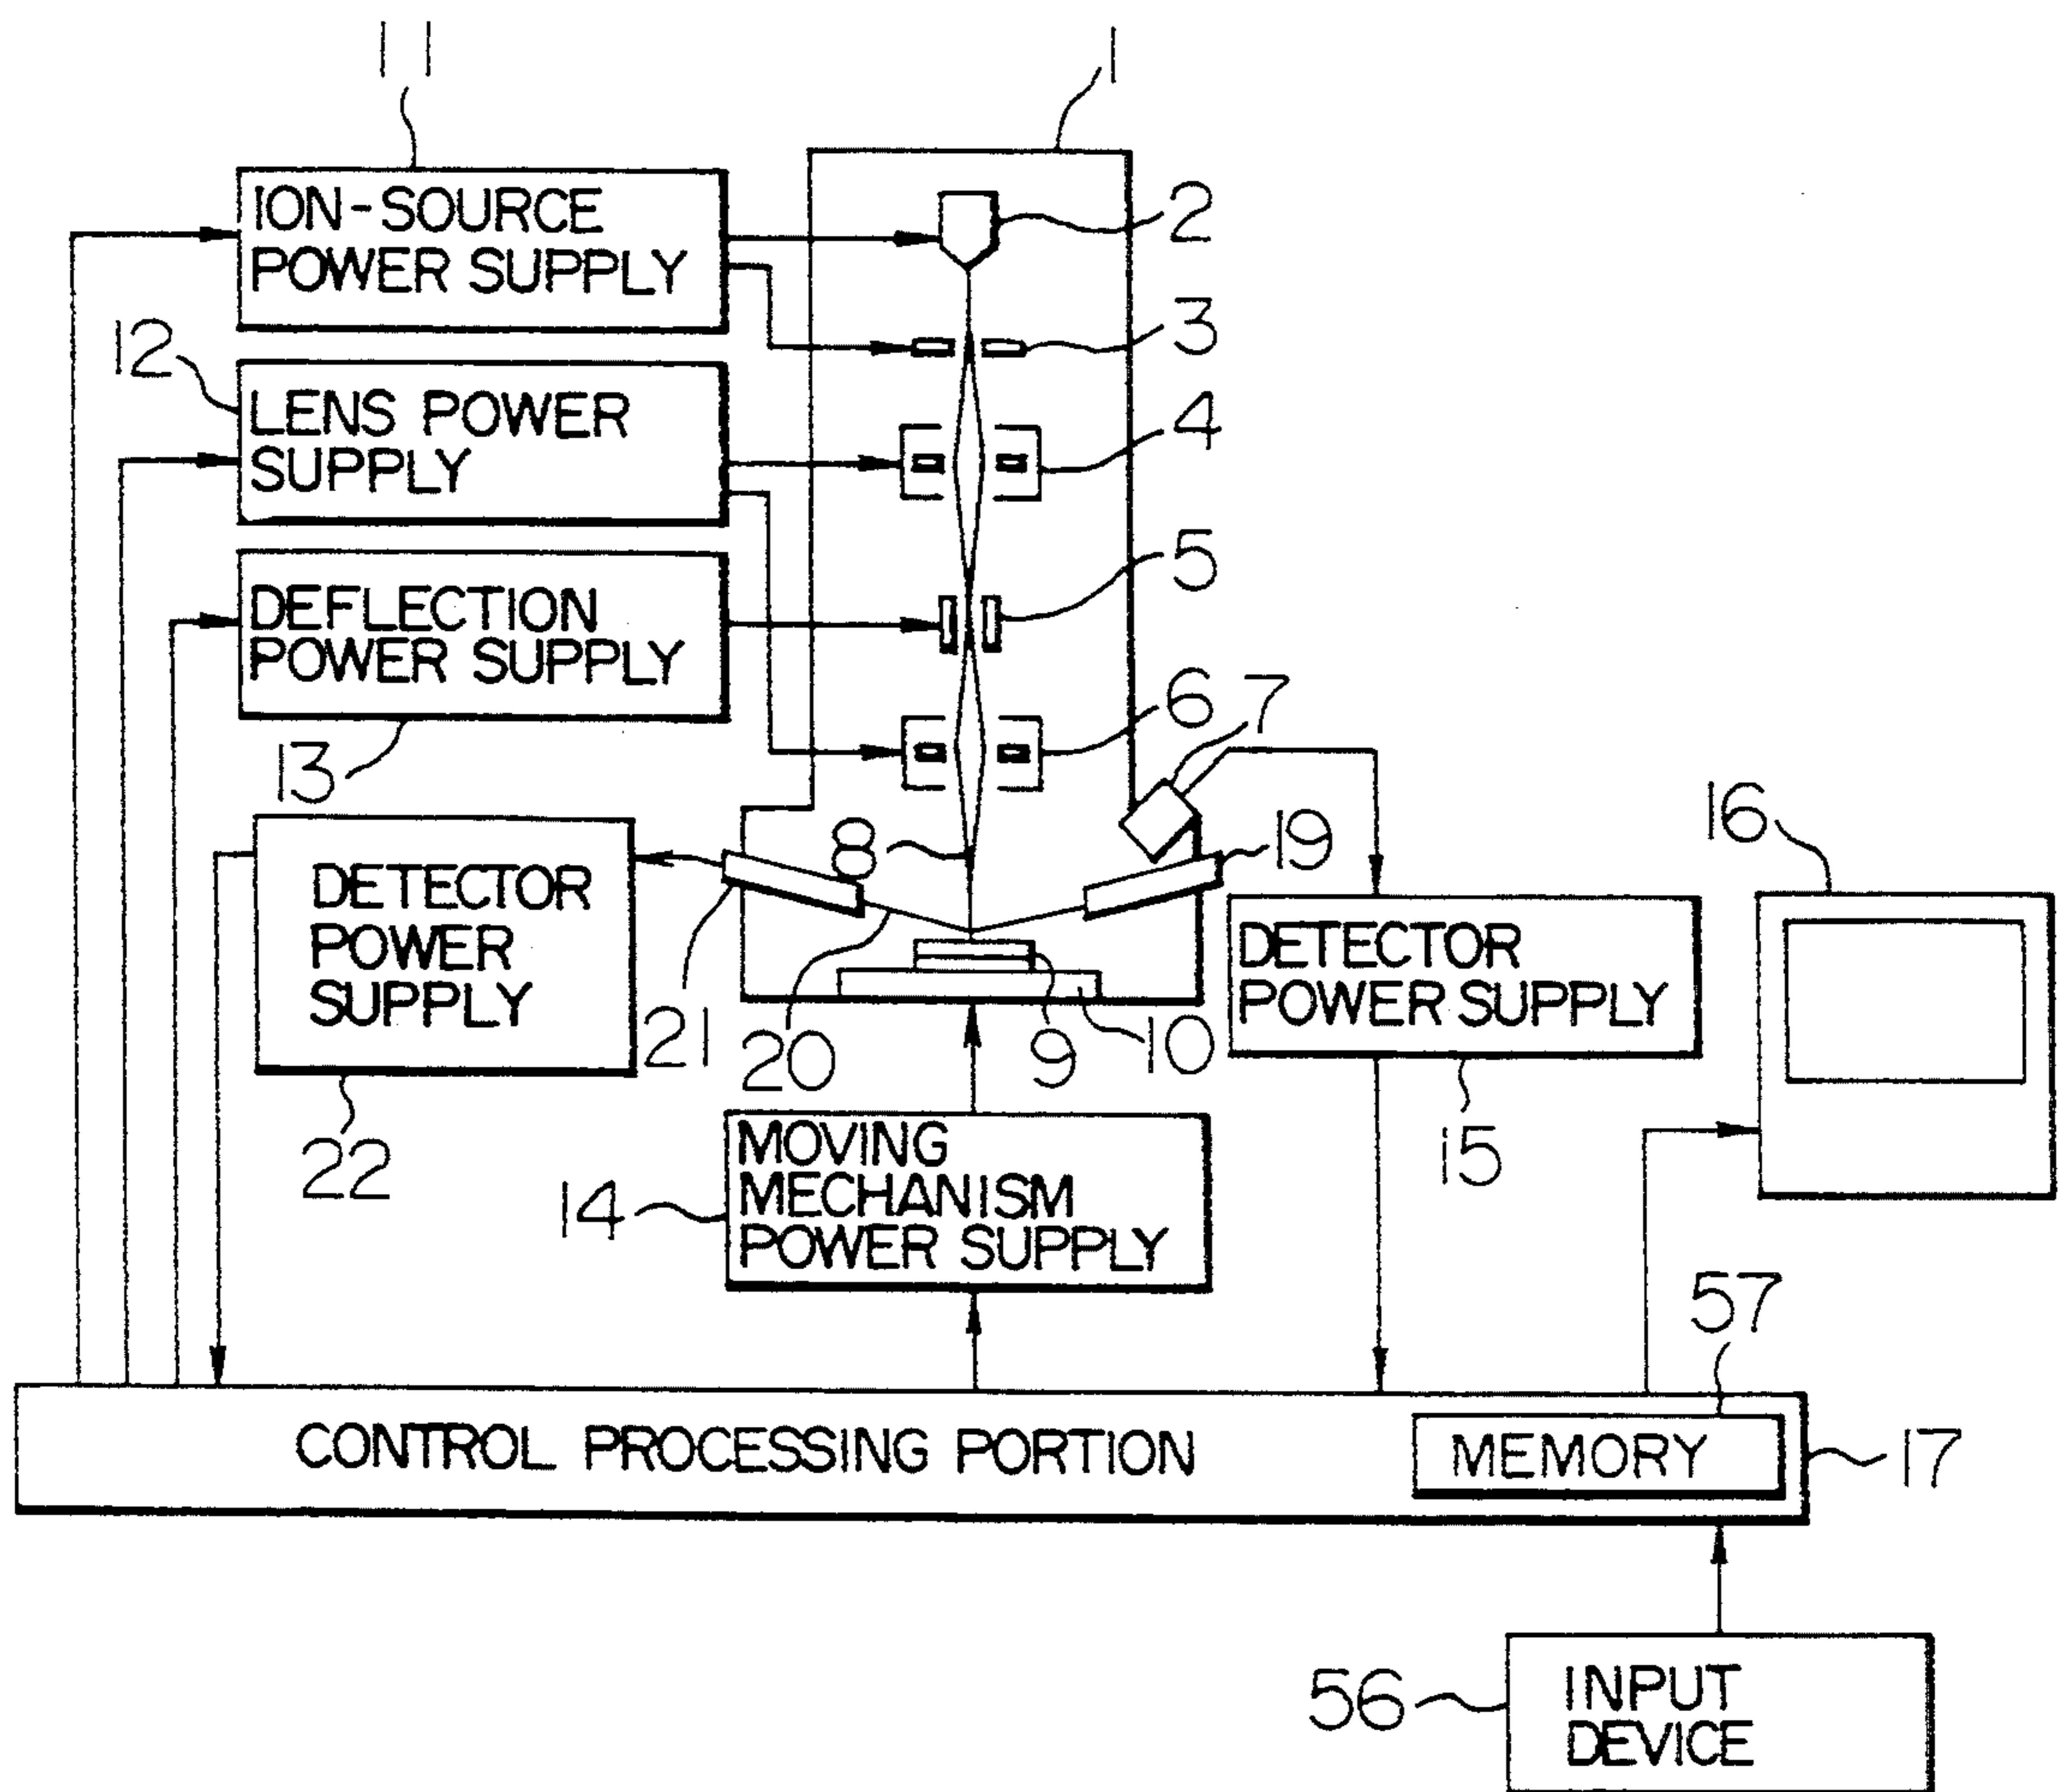 11
1
ION-SOURCE
POWER SUPPLY
2
3
12
LENS POWER
SUPPLY
4
5
DEFLECTION
POWER SUPPLY
13
6
7
8
19
16
DETECTOR
POWER
SUPPLY
21
20
9
10
DETECTOR
POWER SUPPLY
22
15
14
MOVING
MECHANISM
POWER SUPPLY
57
CONTROL PROCESSING PORTION
MEMORY
17
56
INPUT
DEVICE